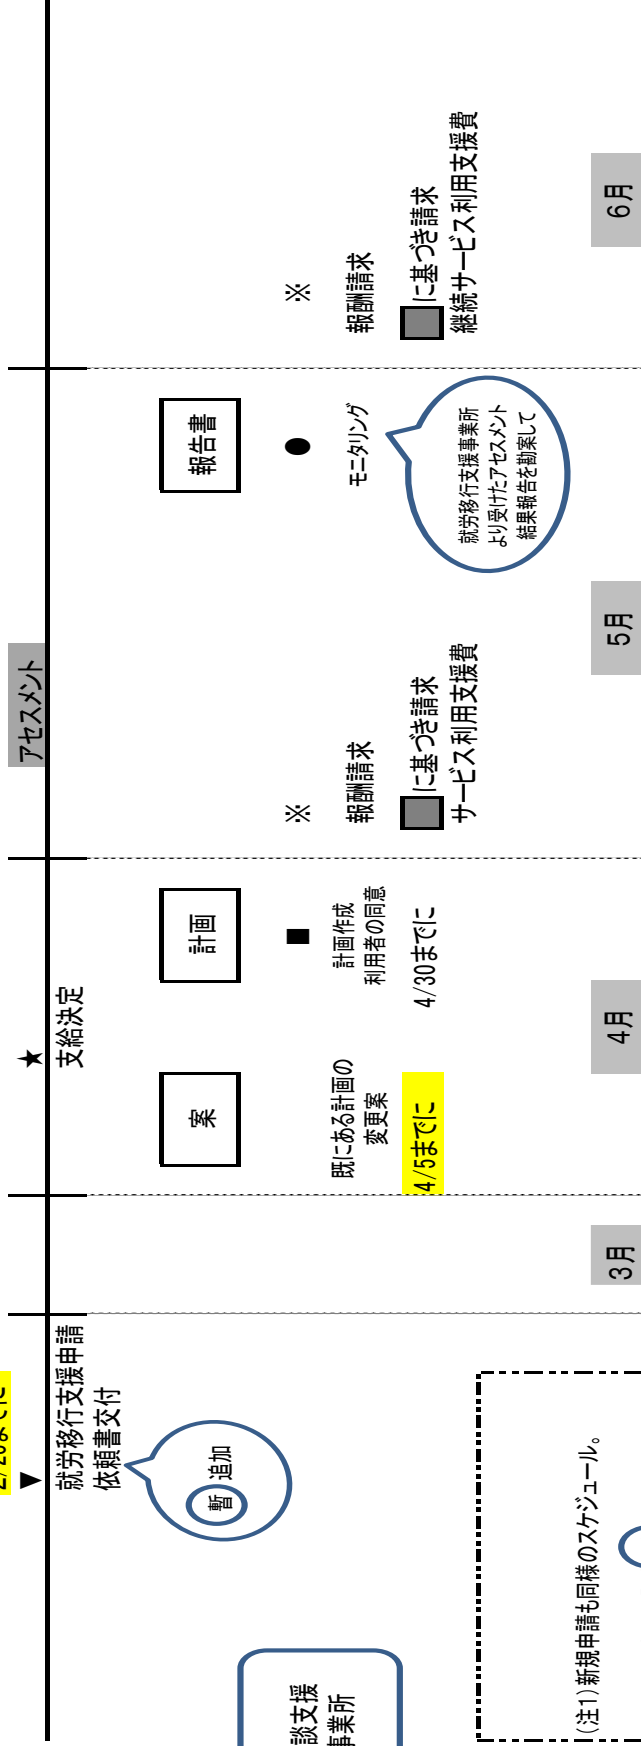 アセスメント
★
支給決定
▼
就労移行支援申請
依頼書交付
暫 追加
談支援
事業所
案
既にある計画の
変更案
4/5までに
計画
計画作成
利用者の同意
4/30までに
※
報酬請求
に基づき請求
サービス利用支援費
報告書
モニタリング
就労移行支援事業所
より受けたアセスメント
結果報告を勘案して
※
報酬請求
に基づき請求
継続サービス利用支援費
3月
4月
5月
6月
(注1)新規申請も同様のスケジュール。